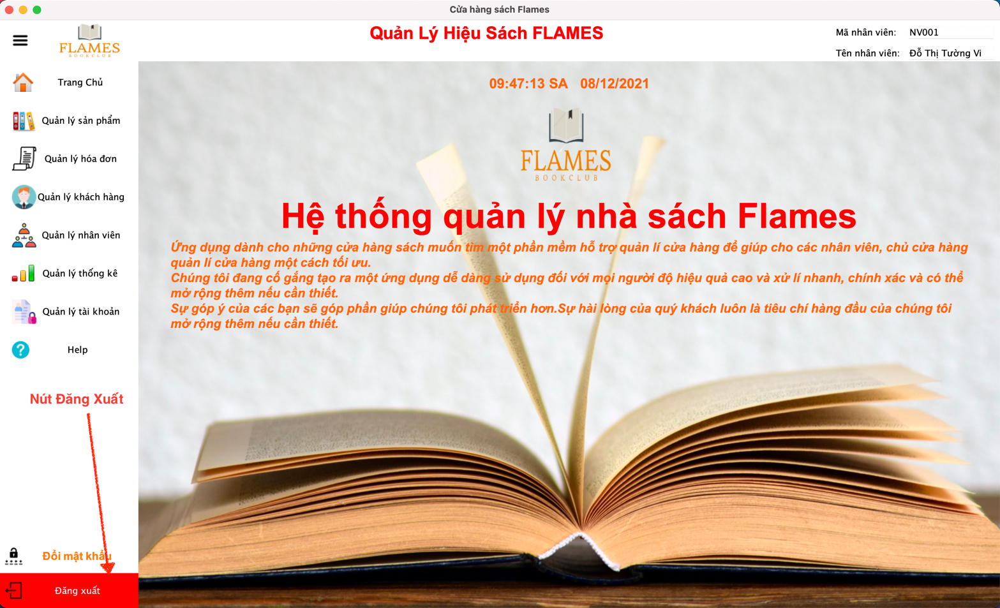 Cửa hàng sách Flames
FLAMES
BOOKCLUB
Quản Lý Hiệu Sách FLAMES
Mã nhân viên: NV001
Tên nhân viên: Đỗ Thị Tường Vi
Trang Chủ
Quản lý sản phẩm
Quản lý hóa đơn
Quản lý khách hàng
Quản lý nhân viên
Quản lý thống kê
Quản lý tài khoản
Help
Nút Đăng Xuất
Đổi mật khẩu
Đăng xuất
09:47:13 SA 08/12/2021
FLAMES
BOOKCLUB
Hệ thống quản lý nhà sách Flames
Ứng dụng dành cho những cửa hàng sách muốn tìm một phần mềm hỗ trợ quản lí cửa hàng để giúp cho các nhân viên, chủ cửa hàng
quản lí cửa hàng một cách tối ưu.
Chúng tôi đang cố gắng tạo ra một ứng dụng dễ dàng sử dụng đối với mọi người độ hiệu quả cao và xử lí nhanh, chính xác và có thể
mở rộng thêm nếu cần thiết.
Sự góp ý của các bạn sẽ góp phần giúp chúng tôi phát triển hơn.Sự hài lòng của quý khách luôn là tiêu chí hàng đầu của chúng tôi
mở rộng thêm nếu cần thiết.